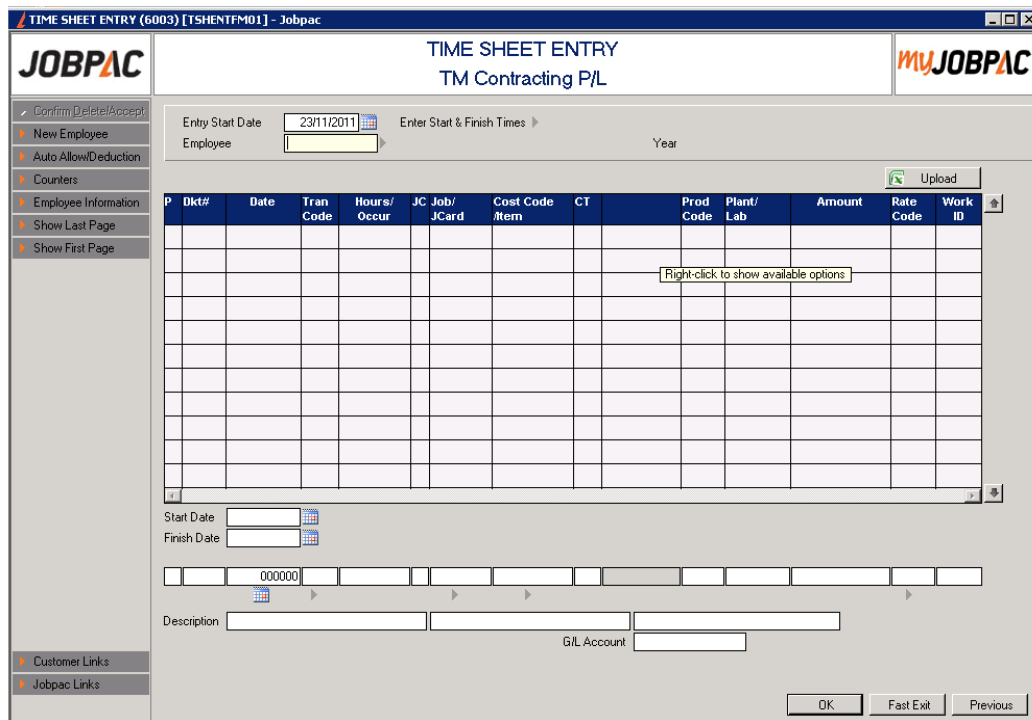 TIME SHEET ENTRY (6003) [TSHENTFM01] - Jobpac
JOBPAC
TIME SHEET ENTRY
TM Contracting P/L
MyJOBPAC
Confirm Delete/Accept
New Employee
Auto Allow/Deduction
Counters
Employee Information
Show Last Page
Show First Page
Entry Start Date 23/11/2011 Enter Start & Finish Times
Employee Year
Upload
P Dkt# Date Tran Code Hours/ Occur JC Job/ JCard Cost Code /Item CT Prod Code Plant/ Lab Amount Rate Code Work ID
Right-click to show available options
Start Date
Finish Date
000000
Description
G/L Account
Customer Links
Jobpac Links
OK Fast Exit Previous